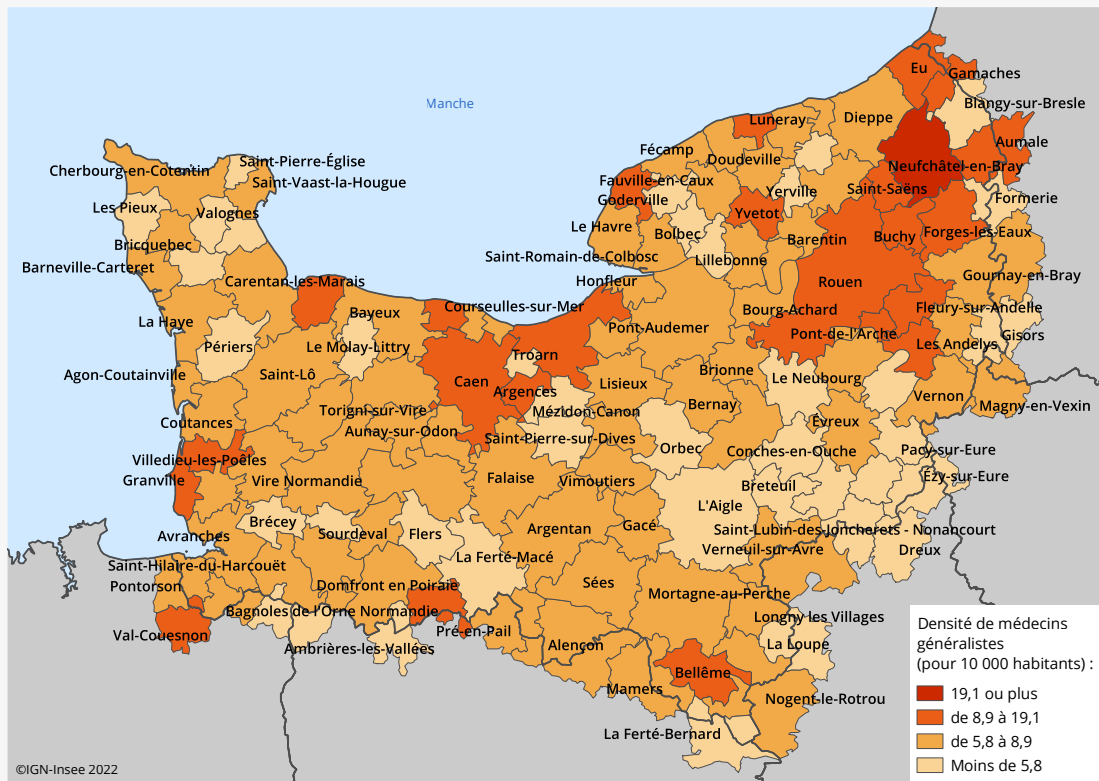 Eu
Gamaches
Manche
Blangy-sur-Bresle
Luneray
Dieppe
Aumale
Fécamp
Doudeville
Saint-Pierre-Église
Cherbourg-en-Cotentin
Neufchâtel-en-Bray
Saint-Vaast-la-Hougue
Fauville-en-Caux
Yerville
Saint-Saëns
Goderville
Formerie
Les Pieux
Valognes
Yvetot
Le Havre
Bolbec
Barentin
Buchy
Forges-les-Eaux
Bricquebec
Saint-Romain-de-Colbosc
Lillebonne
Barneville-Carteret
Gournay-en-Bray
Carentan-les-Marais
Honfleur
Rouen
Courseulles-sur-Mer
Fleury-sur-Andelle
Bayeux
Bourg-Achard
La Haye
Pont-Audemer
Pont-de-l'Arche
Gisors
Périers
Le Molay-Littry
Troarn
Les Andelys
Agon-Coutainville
Saint-Lô
Caen
Lisieux
Brionne
Le Neubourg
Argences
Vernon
Magny-en-Vexin
Torigni-sur-Vire
Mézidon-Canon
Bernay
Coutances
Aunay-sur-Odon
Saint-Pierre-sur-Dives
Évreux
Orbec
Conches-en-Ouche
Pacy-sur-Eure
Villedieu-les-Poêles
Granville
Vire Normandie
Falaise
Vimoutiers
Breteuil
Ézy-sur-Eure
L'Aigle
Brécey
Avranches
Sourdeval
Flers
Argentan
Gacé
Saint-Lubin-des-Joncherets - Nonancourt
Verneuil-sur-Avre
Dreux
La Ferté-Macé
Saint-Hilaire-du-Harcouët
Pontorson
Domfront en Poiraie
Sées
Mortagne-au-Perche
Bagnoles de l'Orne Normandie
Longny les Villages
Val-Couesnon
Pré-en-Pail
Ambrières-les-Vallées
Alençon
La Loupe
Bellême
Mamers
Nogent-le-Rotrou
La Ferté-Bernard
Densité de médecins
généralistes
(pour 10 000 habitants) :
19,1 ou plus
de 8,9 à 19,1
de 5,8 à 8,9
Moins de 5,8
©IGN-Insee 2022